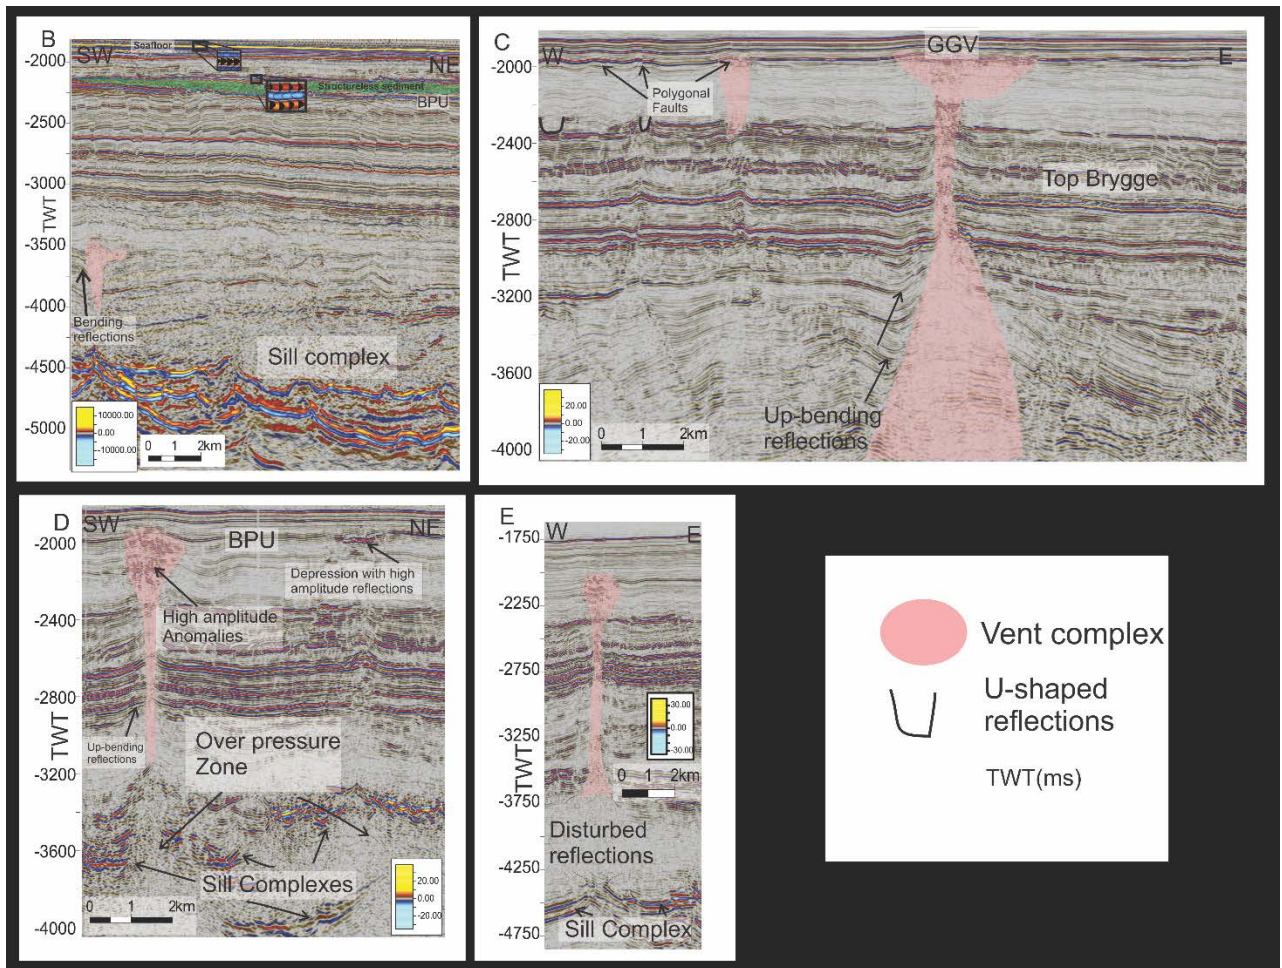 B
SW
NE
Seafloor
Structureless sediment
BPU
-2000
-2500
-3000
TWT
-3500
-4000
-4500
-5000
Bending
reflections
Sill complex
10000.00
0.00
-10000.00
0 1 2km
C
W
GGV
E
-2000
-2400
-2800
TWT
-3200
-3600
-4000
Polygonal
Faults
Top Brygge
Up-bending
reflections
20.00
0.00
-20.00
0 1 2km
D
SW
BPU
NE
-2000
-2400
-2800
TWT
-3200
-3600
-4000
Depression with high
amplitude reflections
High amplitude
Anomalies
Up-bending
reflections
Over pressure
Zone
Sill Complexes
0 1 2km
20.00
0.00
-20.00
E
W
E
-1750
-2250
-2750
-3250
TWT
-3750
-4250
-4750
30.00
0.00
-30.00
0 1 2km
Disturbed
reflections
Sill Complex
Vent complex
U-shaped
reflections
TWT(ms)